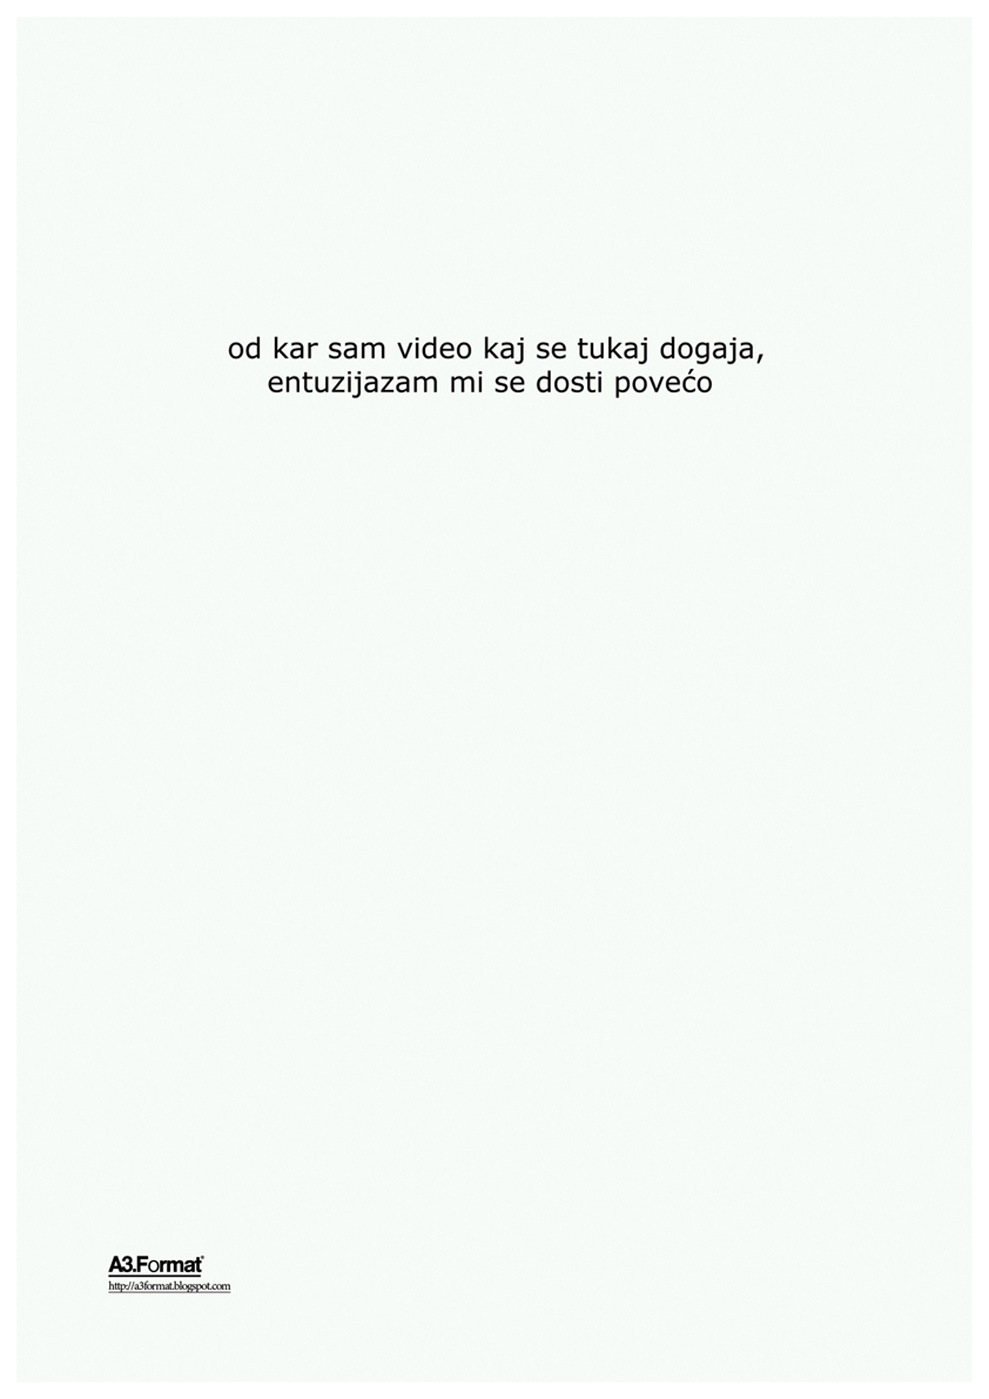 od kar sam video kaj se tukaj dogaja,
entuzijazam mi se dosti povećo
A3.Format®
http://a3format.blogspot.com